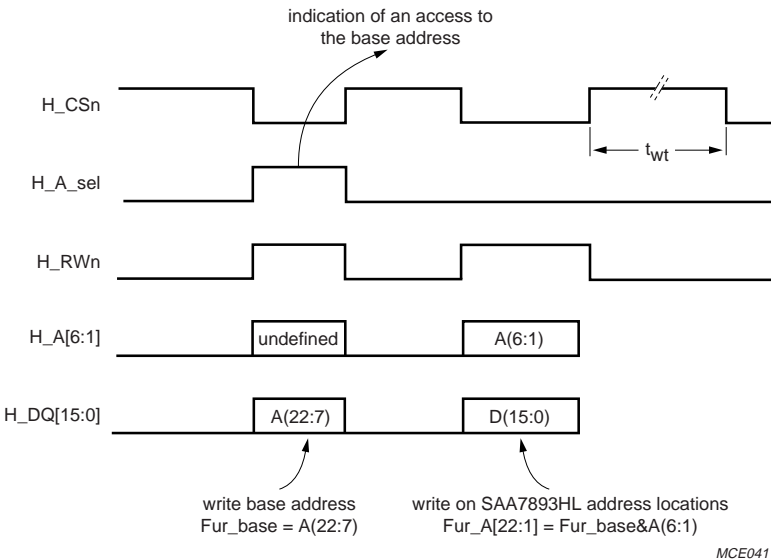 indication of an access to
the base address
H_CSn
twt
H_A_sel
H_RWn
H_A[6:1]
undefined
A(6:1)
H_DQ[15:0]
A(22:7)
D(15:0)
write base address
Fur_base = A(22:7)
write on SAA7893HL address locations
Fur_A[22:1] = Fur_base&A(6:1)
MCE041